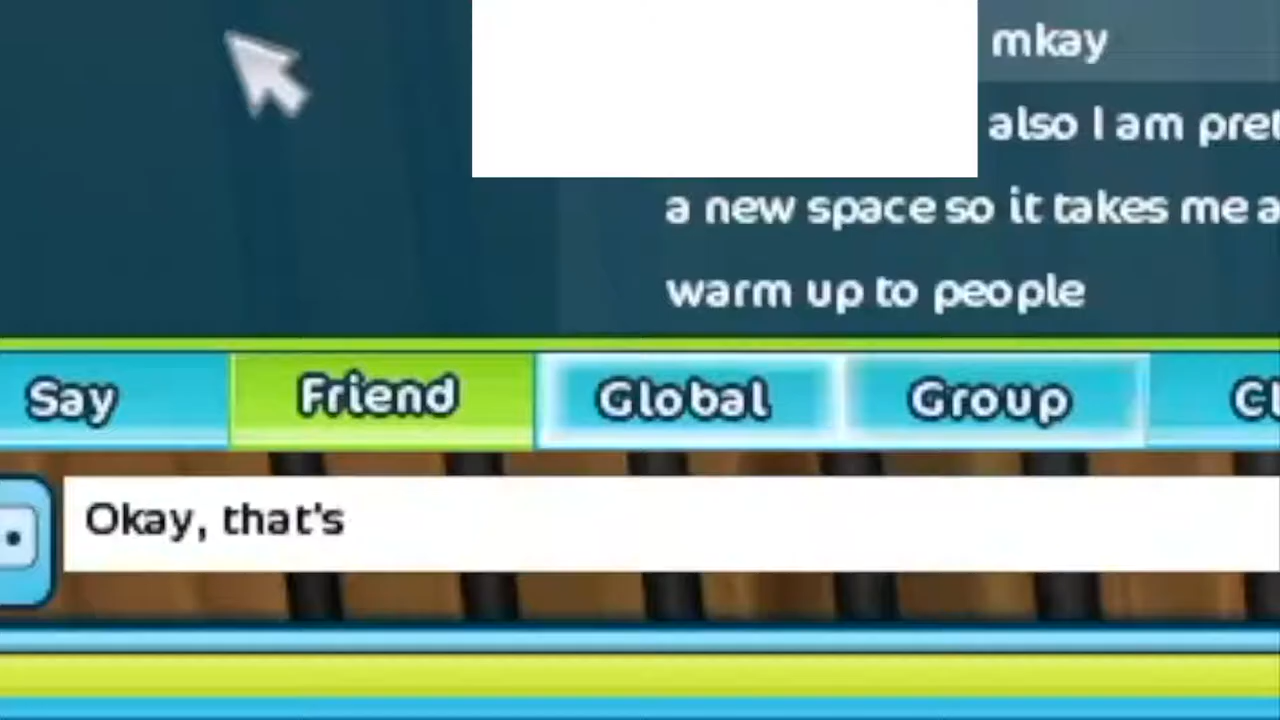 mkay
also I am
a new space so it takes me
warm up to people
Say Friend Global Group
Okay, that's